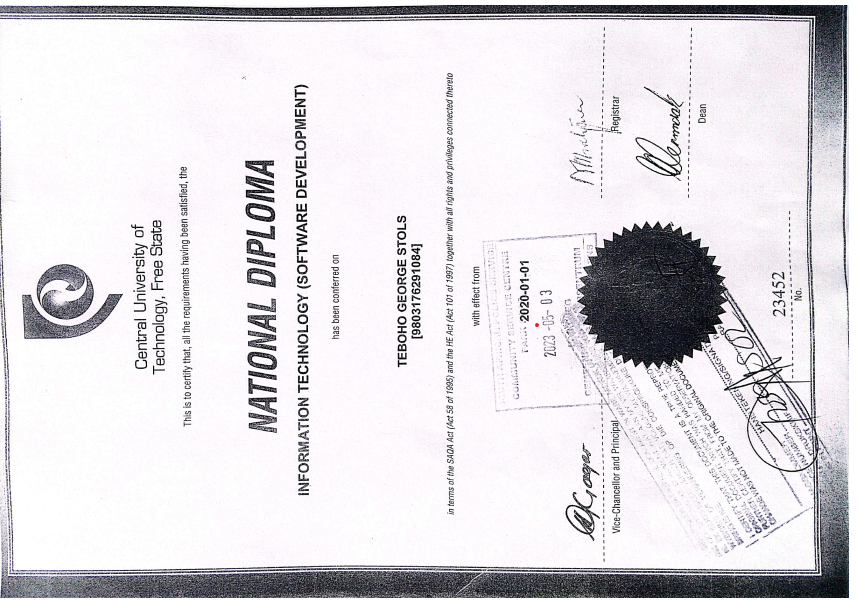 Central University of
Technology, Free State
This is to certify that, all the requirements having been satisfied, the
NATIONAL DIPLOMA
INFORMATION TECHNOLOGY (SOFTWARE DEVELOPMENT)
has been conferred on
TEBOHO GEORGE STOLS
[9803176291084]
in terms of the SAQA Act (Act 58 of 1995) and the HE Act (Act 101 of 1997) together with all rights and privileges connected thereto
with effect from
COMMUNITY SERVICE CENTRE
2020-01-01
2023 -05- 03
Vice-Chancellor and Principal
Registrar
Dean
23452
No.